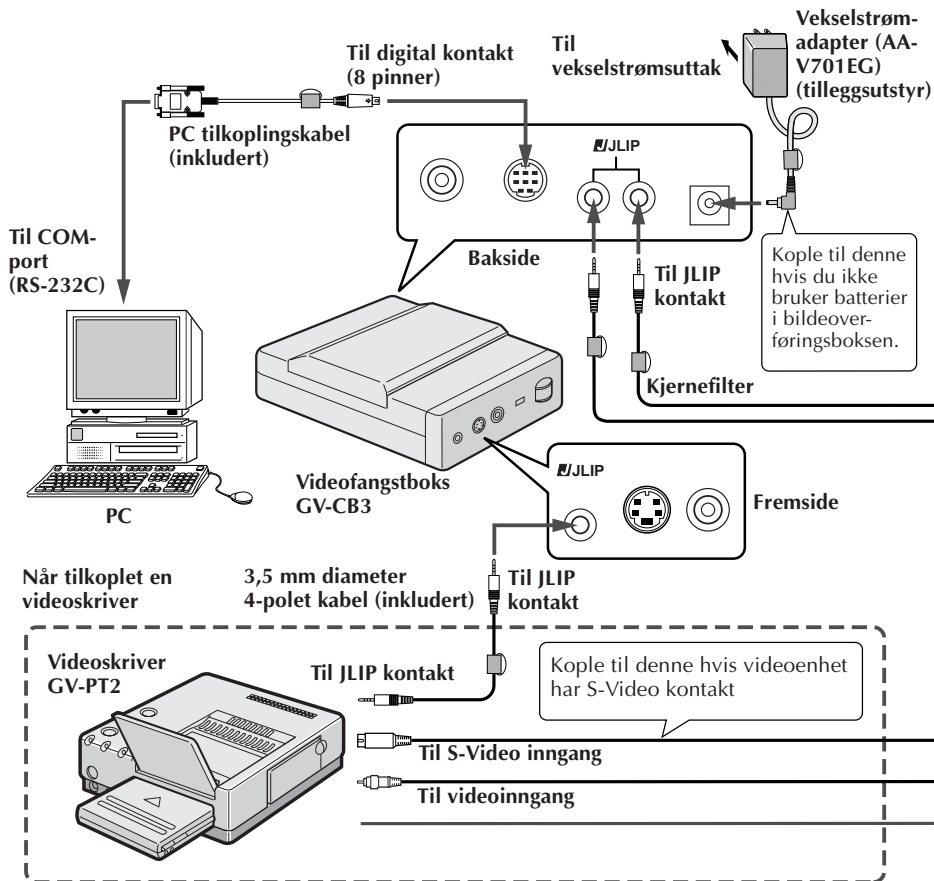 Til digital kontakt
(8 pinner)
Til
vekselstrømsuttak
Vekselstrøm-
adapter (AA-
V701EG)
(tilleggsutstyr)
PC tilkoplingskabel
(inkludert)
JLIP
Til COM-
port
(RS-232C)
Bakside
Til JLIP
kontakt
Kople til denne
hvis du ikke
bruker batterier
i bildeover-
føringsboksen.
Kjernefilter
PC
Videofangstboks
GV-CB3
JLIP
Fremside
Når tilkoplet en
videoskriver
3,5 mm diameter
4-polet kabel (inkludert)
Til JLIP
kontakt
Videoskriver
GV-PT2
Til JLIP kontakt
Kople til denne hvis videoenhet
har S-Video kontakt
Til S-Video inngang
Til videoinngang